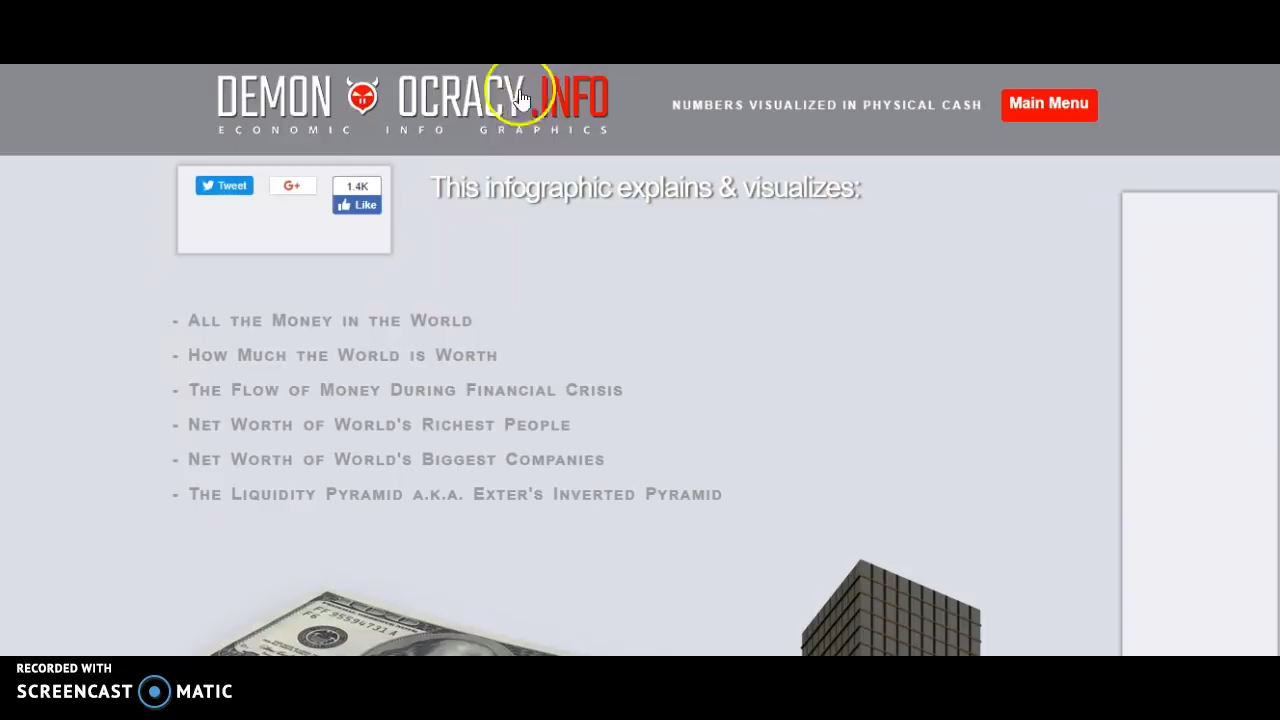 DEMON OCRACY.INFO
ECONOMIC INFO GRAPHICS
NUMBERS VISUALIZED IN PHYSICAL CASH
Main Menu
Tweet
G+
1.4K
Like
This infographic explains & visualizes:
- All the Money in the World
- How Much the World is Worth
- The Flow of Money During Financial Crisis
- Net Worth of World's Richest People
- Net Worth of World's Biggest Companies
- The Liquidity Pyramid a.k.a. Exter's Inverted Pyramid
FF 95594731 A
F6
RECORDED WITH
SCREENCAST MATIC